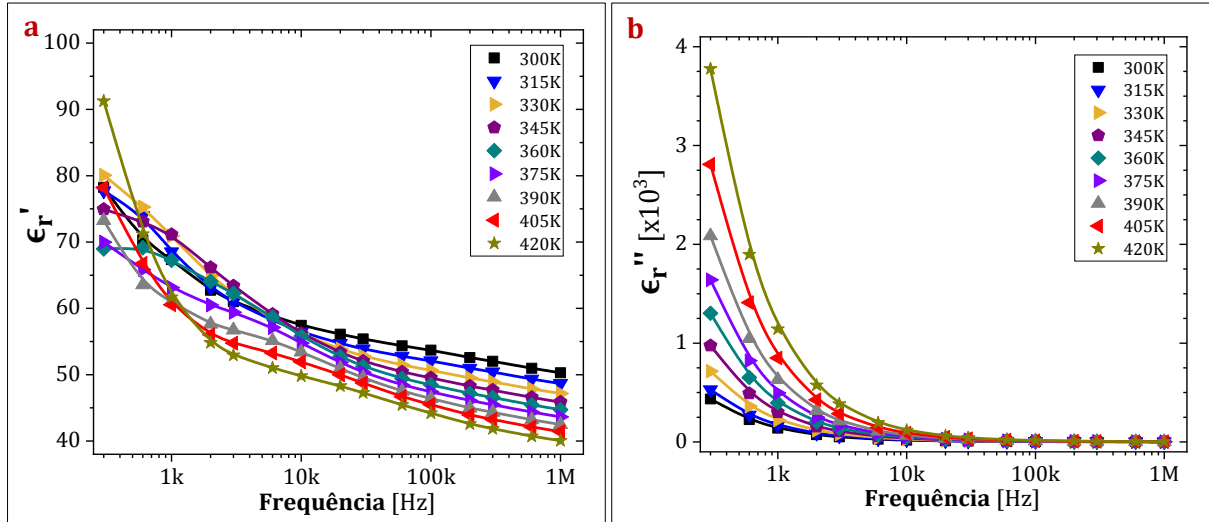 a
100
90
80
70
60
50
40
ϵr'
300K
315K
330K
345K
360K
375K
390K
405K
420K
1k 10k 100k 1M
Frequência [Hz]
b
4
3
2
1
0
ϵr'' [x10³]
300K
315K
330K
345K
360K
375K
390K
405K
420K
1k 10k 100k 1M
Frequência [Hz]